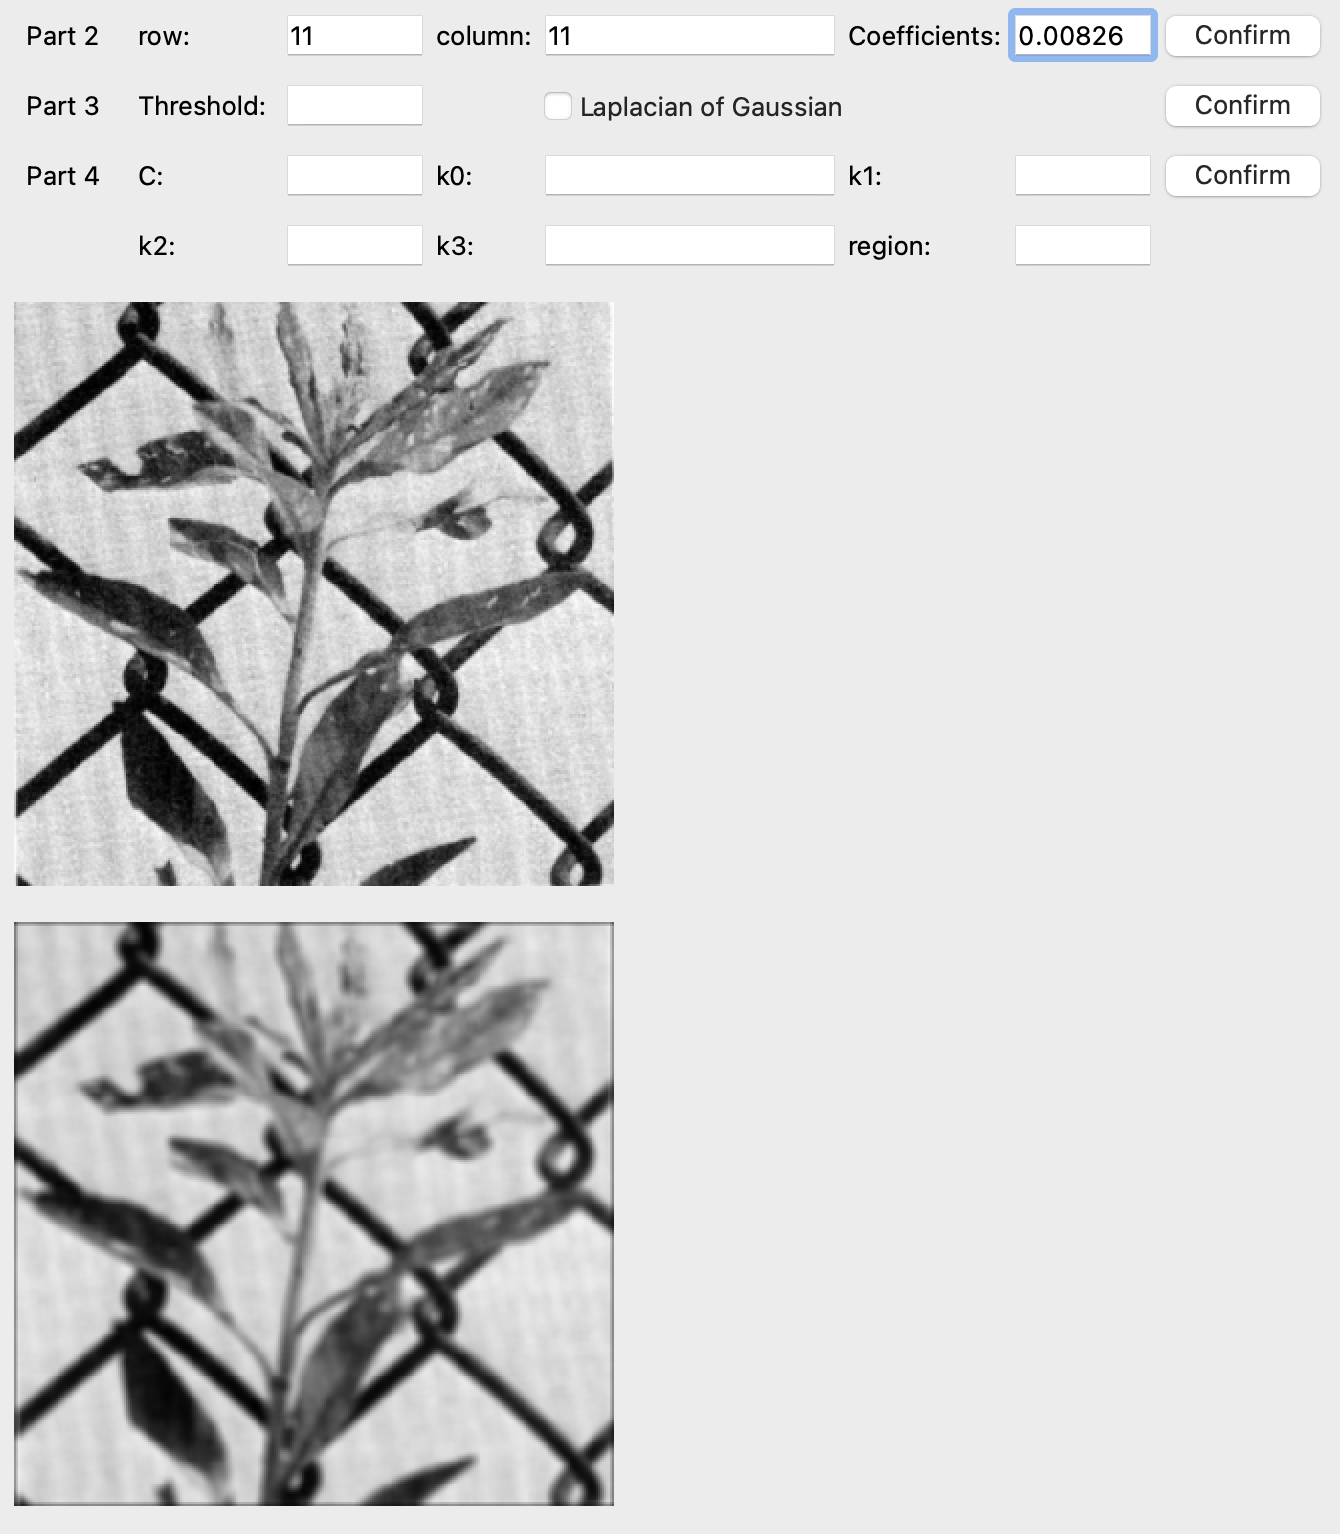 Part 2 row: 11 column: 11 Coefficients: 0.00826 Confirm
Part 3 Threshold: Laplacian of Gaussian Confirm
Part 4 C: k0: k1: Confirm
k2: k3: region: